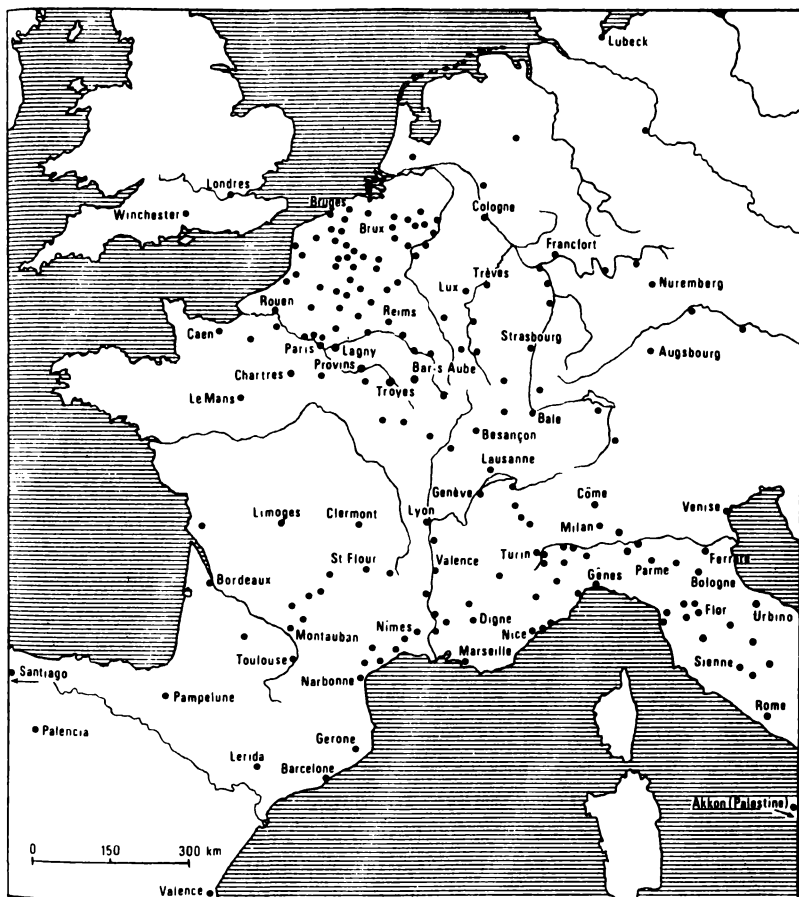 Lubeck
Londres
Winchester
Bruges
Brux
Cologne
Francfort
Lux
Trèves
Nuremberg
Rouen
Reims
Caen
Paris
Lagny
Strasbourg
Provins
Bar-s Aube
Augsbourg
Chartres
Troyes
Le Mans
Bale
Besançon
Lausanne
Genève
Côme
Limoges
Clermont
Lyon
Venise
Milan
St Flour
Valence
Turin
Ferrare
Parme
Bologne
Bordeaux
Gênes
Flor
Urbino
Nîmes
Digne
Nice
Montauban
Toulouse
Marseille
Sienne
Santiago
Narbonne
Pampelune
Rome
Palencia
Gerone
Lerida
Barcelone
Akkon (Palestine)
0 150 300 km
Valence